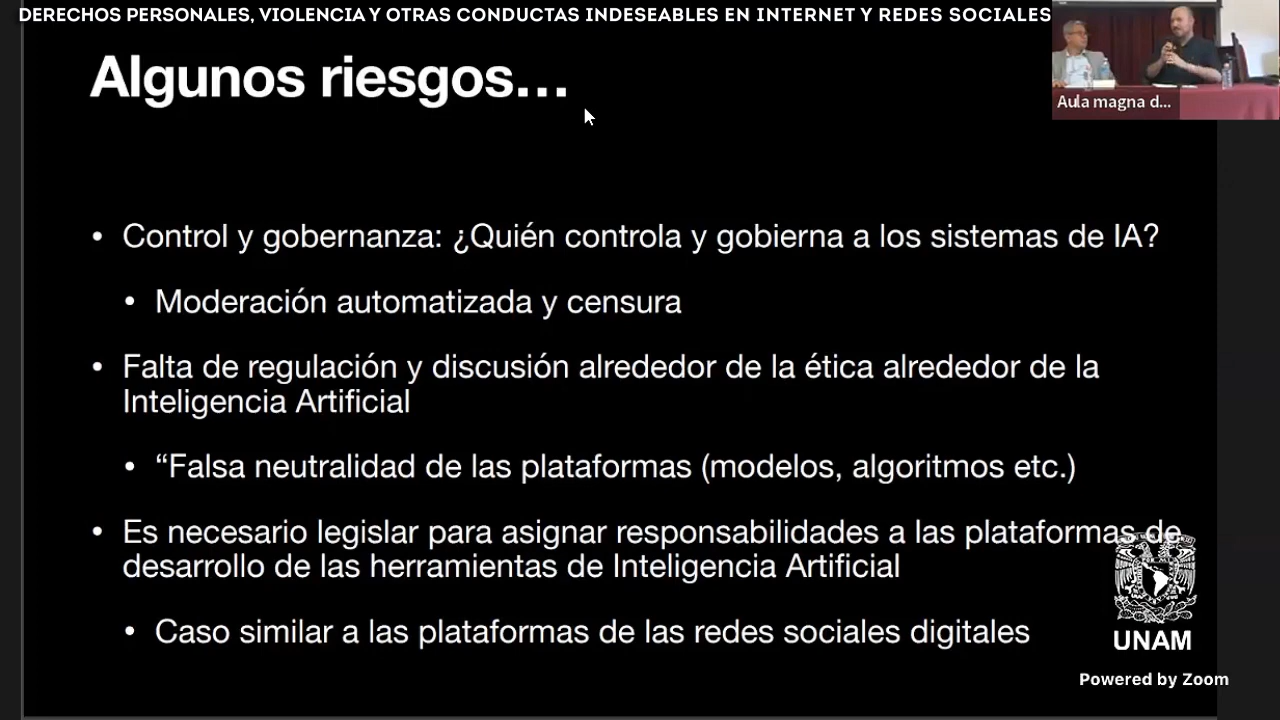 DERECHOS PERSONALES, VIOLENCIA Y OTRAS CONDUCTAS INDESEABLES EN INTERNET Y REDES SOCIALES
Aula magna d...
Algunos riesgos...
• Control y gobernanza: ¿Quién controla y gobierna a los sistemas de IA?
• Moderación automatizada y censura
• Falta de regulación y discusión alrededor de la ética alrededor de la
Inteligencia Artificial
• “Falsa neutralidad de las plataformas (modelos, algoritmos etc.)
• Es necesario legislar para asignar responsabilidades a las plataformas de
desarrollo de las herramientas de Inteligencia Artificial
• Caso similar a las plataformas de las redes sociales digitales
UNAM
Powered by Zoom